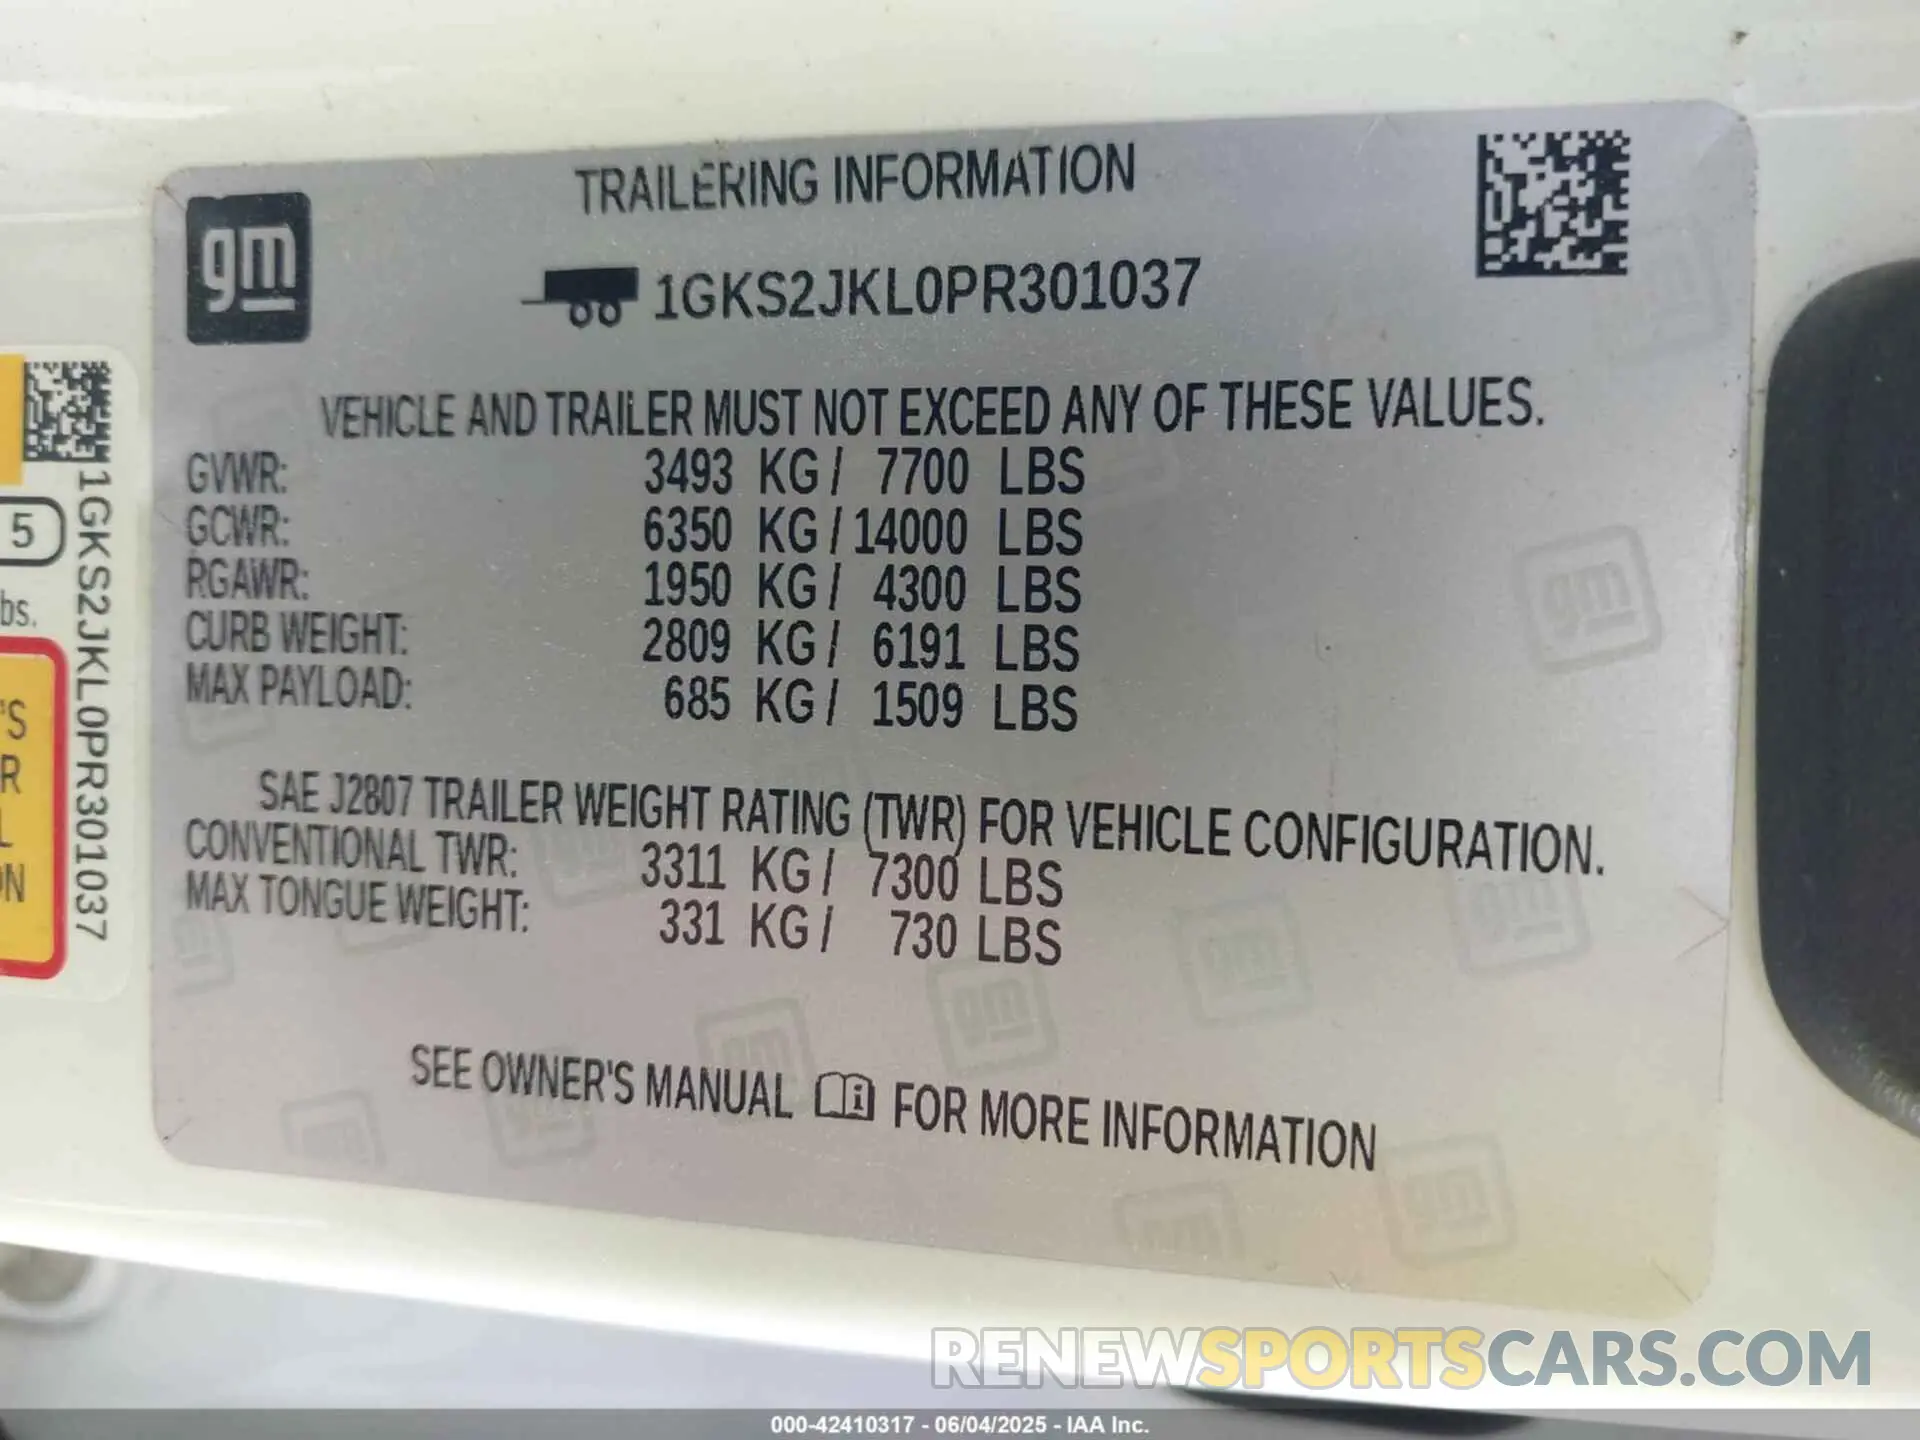 TRAILERING INFORMATION
gm
1GKS2JKL0PR301037
VEHICLE AND TRAILER MUST NOT EXCEED ANY OF THESE VALUES.
GVWR: 3493 KG/ 7700 LBS
GCWR: 6350 KG/14000 LBS
RGAWR: 1950 KG/ 4300 LBS
CURB WEIGHT: 2809 KG/ 6191 LBS
MAX PAYLOAD: 685 KG/ 1509 LBS
SAE J2807 TRAILER WEIGHT RATING (TWR) FOR VEHICLE CONFIGURATION.
CONVENTIONAL TWR: 3311 KG/ 7300 LBS
MAX TONGUE WEIGHT: 331 KG/ 730 LBS
SEE OWNER'S MANUAL FOR MORE INFORMATION
1GKS2JKL0PR301037
5
RENEWSPORTSCARS.COM
000-42410317 - 06/04/2025 - IAA Inc.